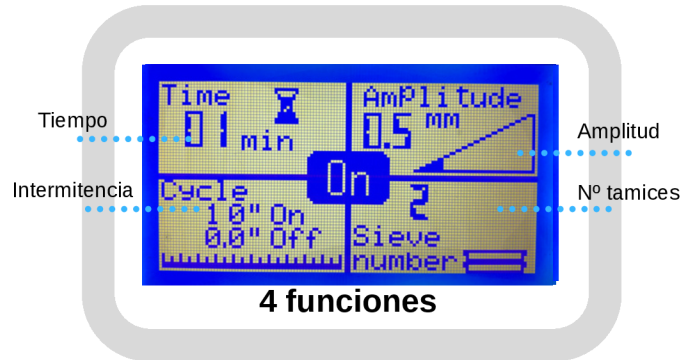 Time
01 min
Amplitude
0.5 mm
On
Cycle
10" On
0.0" Off
2
Sieve
number
Tiempo
Intermitencia
Amplitud
Nº tamices
4 funciones